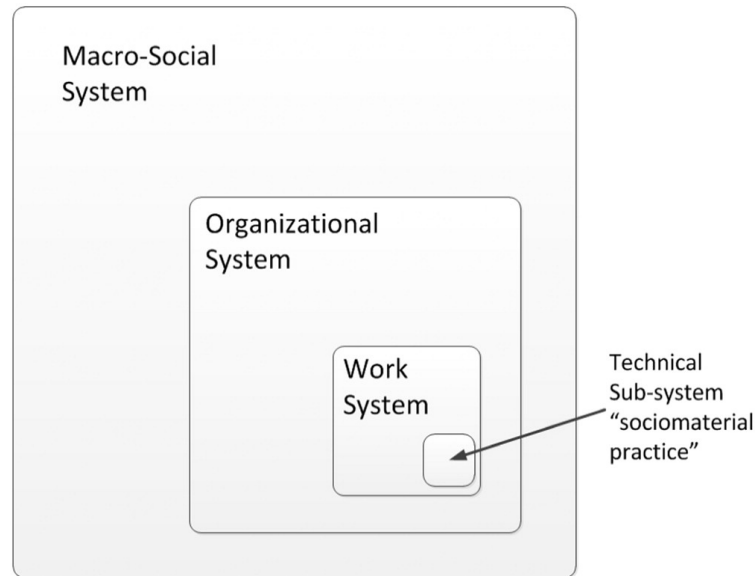 Macro-Social
System
Organizational
System
Work
System
Technical
Sub-system
“sociomaterial
practice”